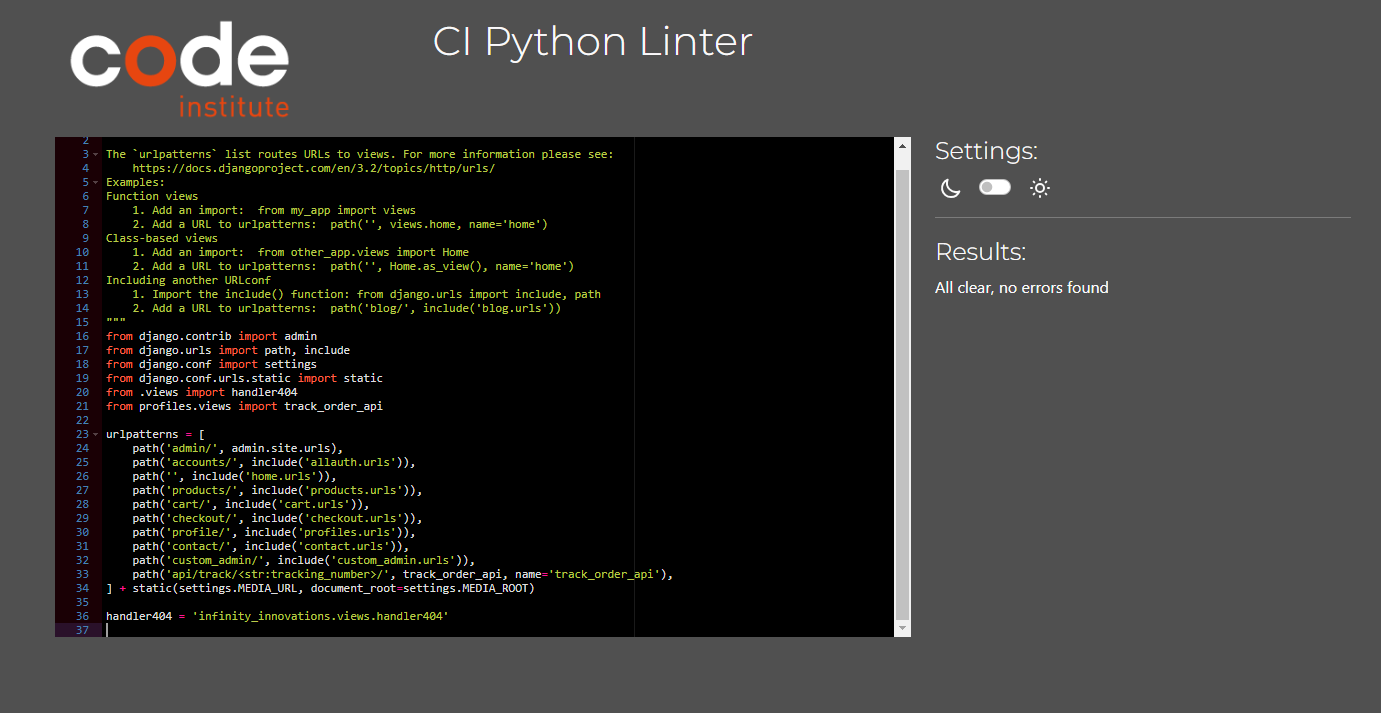 code
institute
CI Python Linter
2
3 The `urlpatterns` list routes URLs to views. For more information please see:
4     https://docs.djangoproject.com/en/3.2/topics/http/urls/
5 Examples:
6 Function views
7     1. Add an import:  from my_app import views
8     2. Add a URL to urlpatterns:  path('', views.home, name='home')
9 Class-based views
10     1. Add an import:  from other_app.views import Home
11     2. Add a URL to urlpatterns:  path('', Home.as_view(), name='home')
12 Including another URLconf
13     1. Import the include() function: from django.urls import include, path
14     2. Add a URL to urlpatterns:  path('blog/', include('blog.urls'))
15 """
16 from django.contrib import admin
17 from django.urls import path, include
18 from django.conf import settings
19 from django.conf.urls.static import static
20 from .views import handler404
21 from profiles.views import track_order_api
22
23 urlpatterns = [
24     path('admin/', admin.site.urls),
25     path('accounts/', include('allauth.urls')),
26     path('', include('home.urls')),
27     path('products/', include('products.urls')),
28     path('cart/', include('cart.urls')),
29     path('checkout/', include('checkout.urls')),
30     path('profile/', include('profiles.urls')),
31     path('contact/', include('contact.urls')),
32     path('custom_admin/', include('custom_admin.urls')),
33     path('api/track/<str:tracking_number>/', track_order_api, name='track_order_api'),
34 ] + static(settings.MEDIA_URL, document_root=settings.MEDIA_ROOT)
35
36 handler404 = 'infinity_innovations.views.handler404'
37
Settings:
Results:
All clear, no errors found